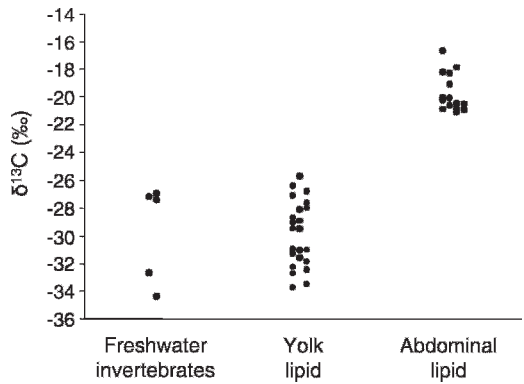 -14
-16
-18
-20
-22
-24
-26
-28
-30
-32
-34
-36
δ¹³C (‰)
Freshwater
invertebrates
Yolk
lipid
Abdominal
lipid